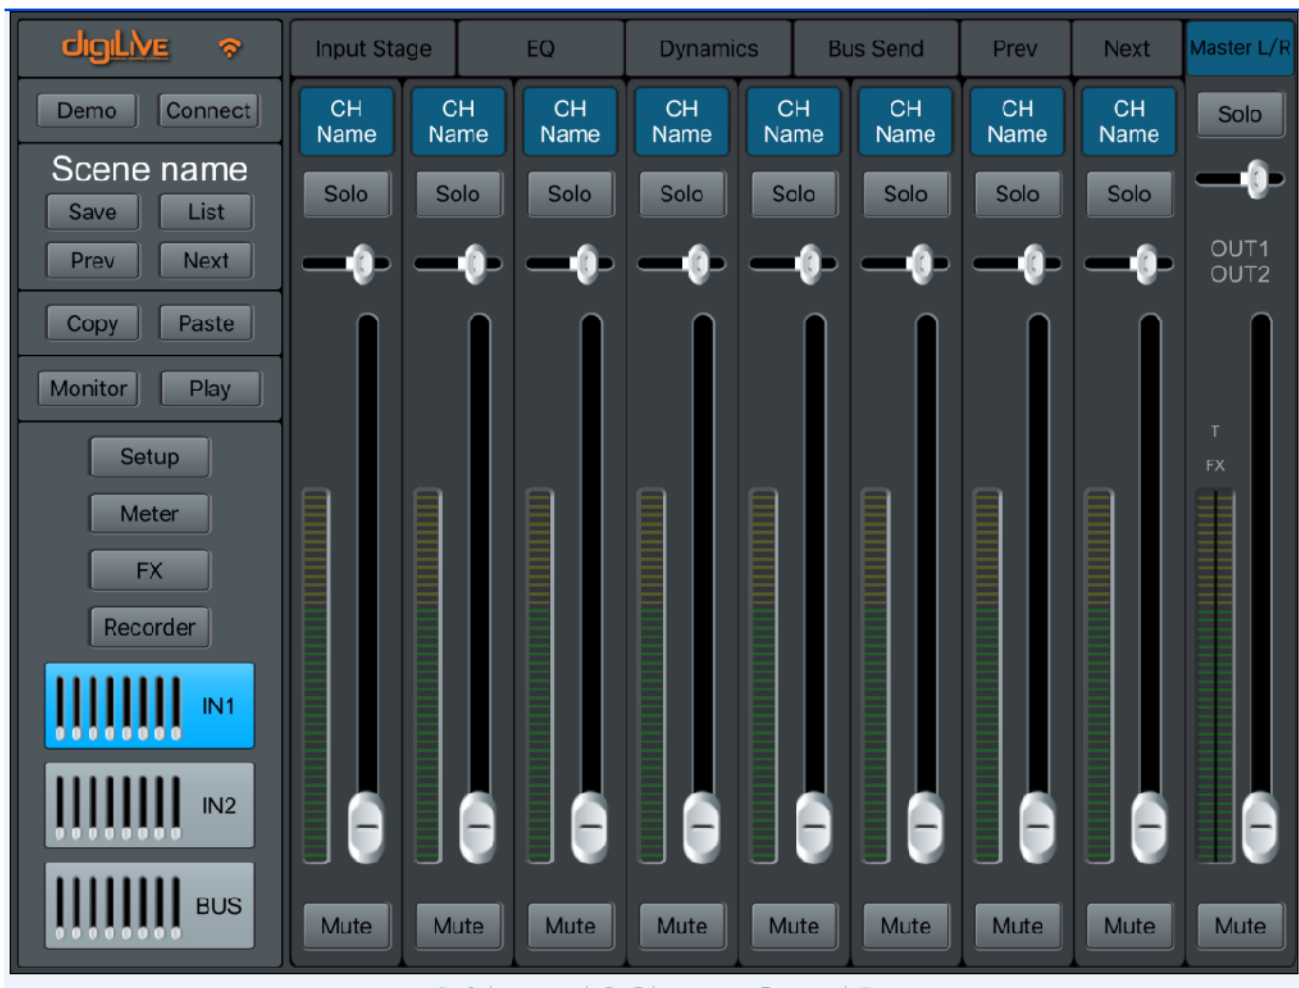 digiLiVE
Input Stage EQ Dynamics Bus Send Prev Next Master L/R
Demo Connect
Scene name
Save List
Prev Next
Copy Paste
Monitor Play
Setup
Meter
FX
Recorder
IN1
IN2
BUS
CH Name CH Name CH Name CH Name CH Name CH Name CH Name CH Name
Solo Solo Solo Solo Solo Solo Solo Solo Solo
OUT1
OUT2
T
FX
Mute Mute Mute Mute Mute Mute Mute Mute Mute